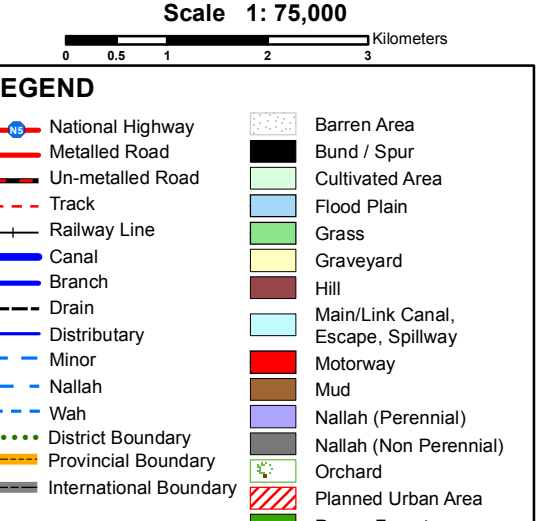 Scale 1: 75,000
Kilometers
0 0.5 1 2 3
EGEND
N5 National Highway
Metalled Road
Un-metalled Road
Track
Railway Line
Canal
Branch
Drain
Distributary
Minor
Nallah
Wah
District Boundary
Provincial Boundary
International Boundary
Barren Area
Bund / Spur
Cultivated Area
Flood Plain
Grass
Graveyard
Hill
Main/Link Canal,
Escape, Spillway
Motorway
Mud
Nallah (Perennial)
Nallah (Non Perennial)
Orchard
Planned Urban Area